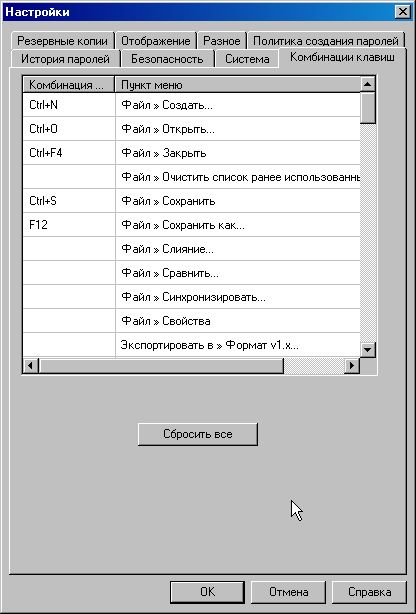 Настройки
Резервные копии Отображение Разное Политика создания паролей
История паролей Безопасность Система Комбинации клавиш
Комбинация ... Пункт меню
Ctrl+N Файл » Создать...
Ctrl+O Файл » Открыть...
Ctrl+F4 Файл » Закрыть
Файл » Очистить список ранее использованны
Ctrl+S Файл » Сохранить
F12 Файл » Сохранить как...
Файл » Слияние...
Файл » Сравнить...
Файл » Синхронизировать...
Файл » Свойства
Экспортировать в » Формат v1.x...
Сбросить все
OK Отмена Справка